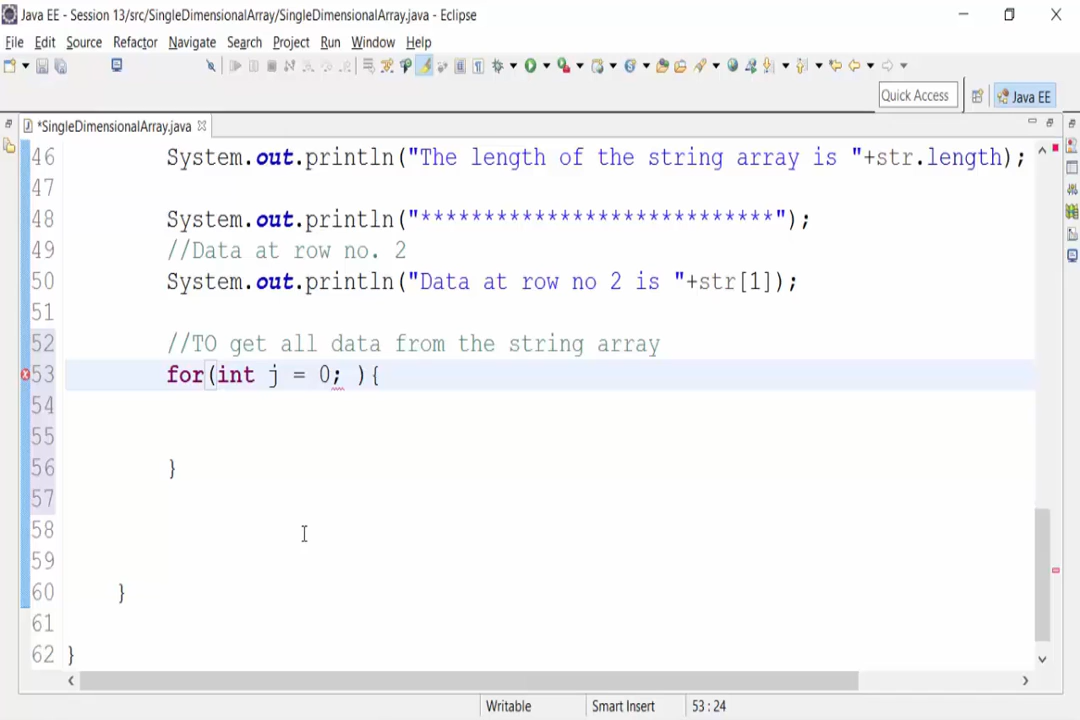 Java EE - Session 13/src/SingleDimensionalArray/SingleDimensionalArray.java - Eclipse
File Edit Source Refactor Navigate Search Project Run Window Help
Quick Access
Java EE
*SingleDimensionalArray.java
46 System.out.println("The length of the string array is "+str.length);
47
48 System.out.println("****************************");
49 //Data at row no. 2
50 System.out.println("Data at row no 2 is "+str[1]);
51
52 //TO get all data from the string array
53 for(int j = 0; ){
54
55
56 }
57
58
59
60 }
61
62 }
Writable Smart Insert 53 : 24